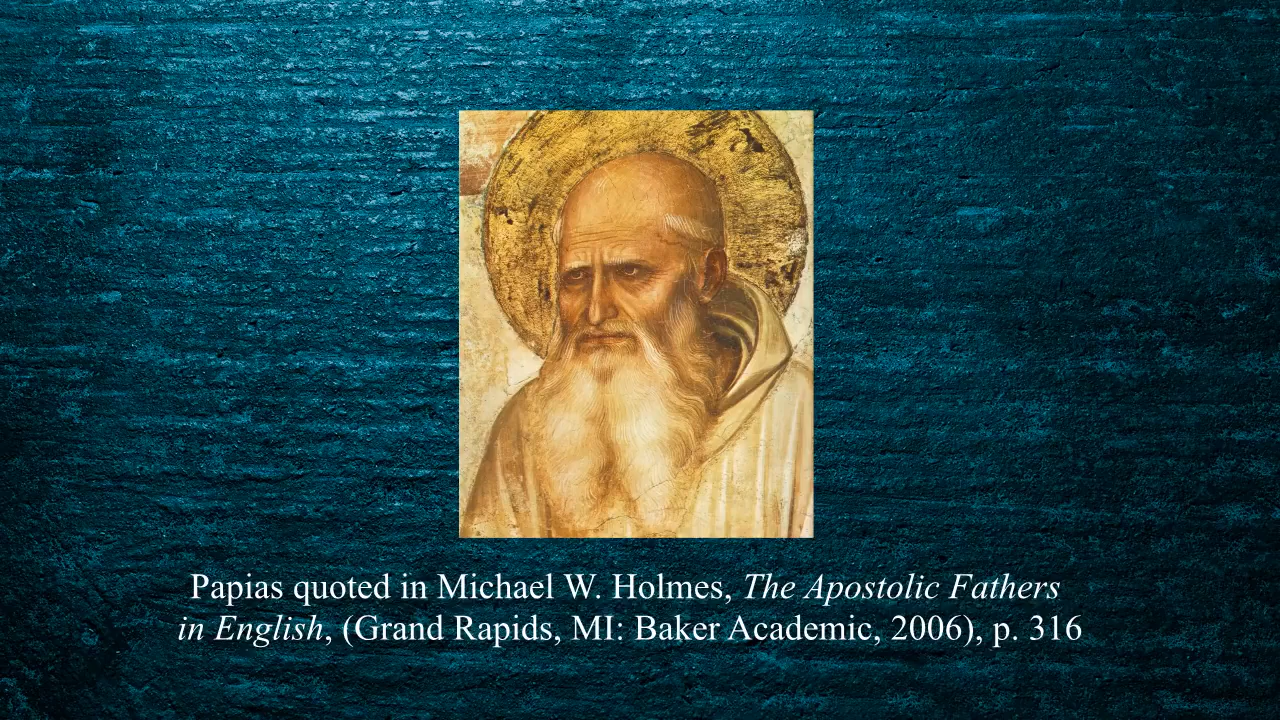 Papias quoted in Michael W. Holmes, The Apostolic Fathers
in English, (Grand Rapids, MI: Baker Academic, 2006), p. 316